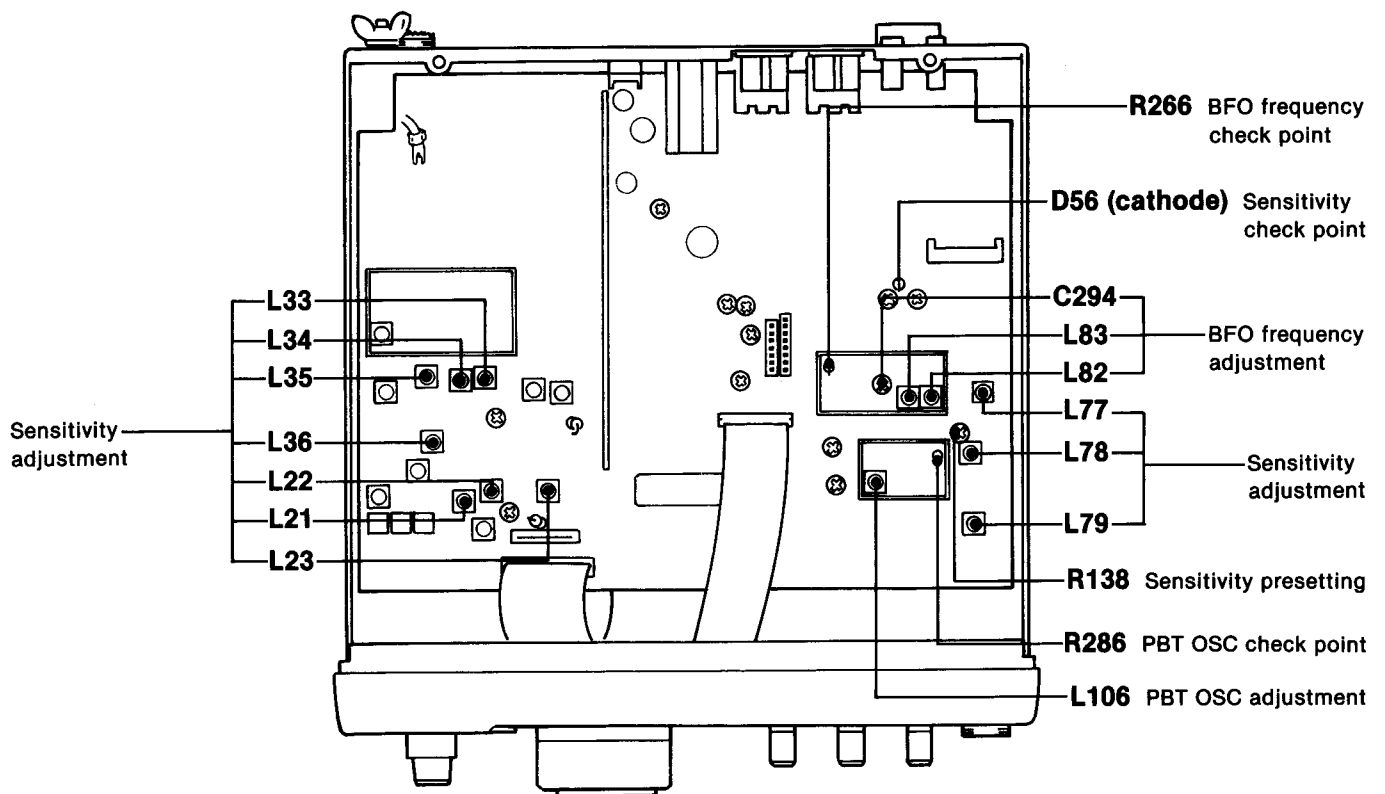 R266 BFO frequency
check point
D56 (cathode) Sensitivity
check point
L33
L34
L35
L36
L22
L21
L23
Sensitivity
adjustment
C294
L83
L82
BFO frequency
adjustment
L77
L78
L79
Sensitivity
adjustment
R138 Sensitivity presetting
R286 PBT OSC check point
L106 PBT OSC adjustment